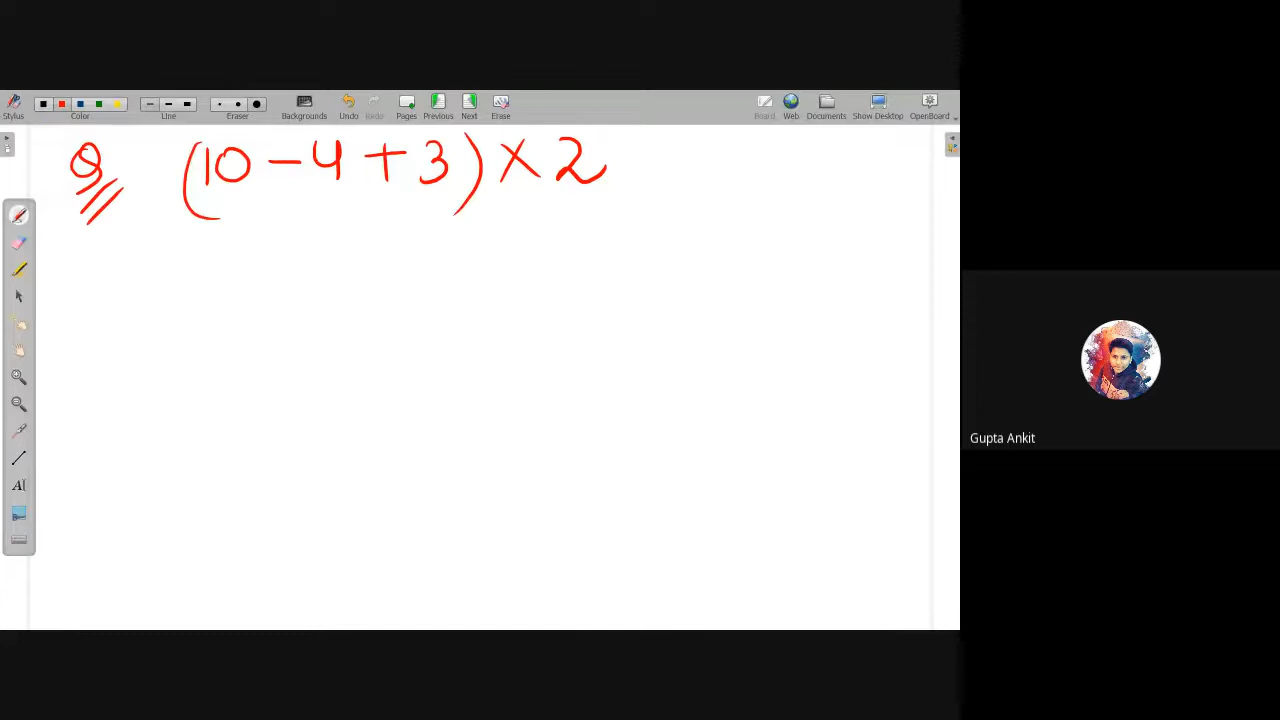 Stylus Color Line Eraser Backgrounds Undo Redo Pages Previous Next Erase Board Web Documents Show Desktop OpenBoard
Q (10 - 4 + 3) × 2
A
Gupta Ankit